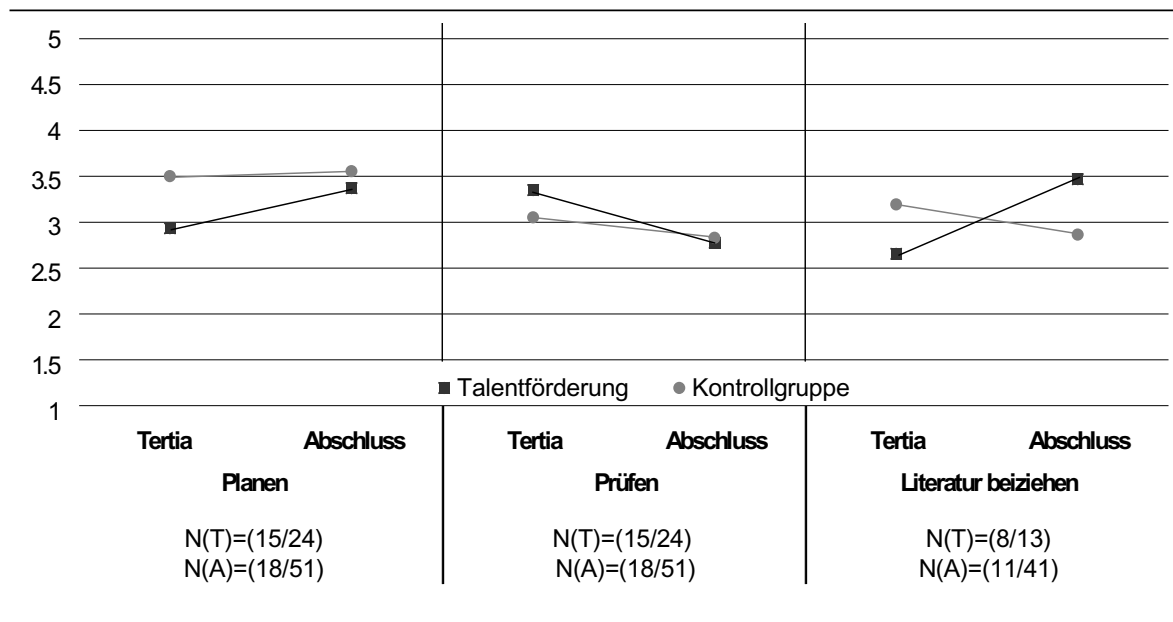 5
4.5
4
3.5
3
2.5
2
1.5
Talentförderung Kontrollgruppe
1
Tertia Abschluss Tertia Abschluss Tertia Abschluss
Planen Prüfen Literatur beiziehen
N(T)=(15/24) N(T)=(15/24) N(T)=(8/13)
N(A)=(18/51) N(A)=(18/51) N(A)=(11/41)